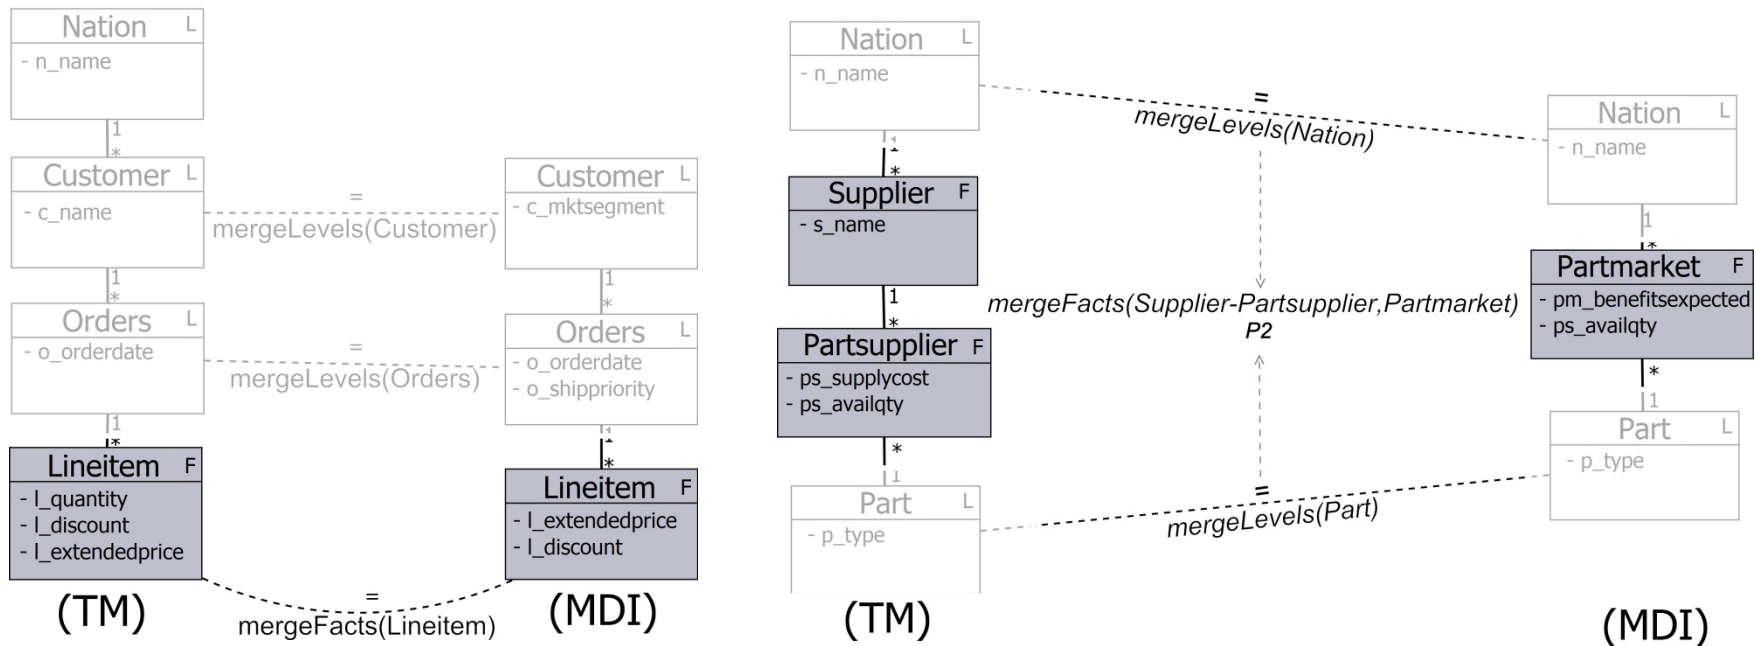 Nation L
- n_name
1
*
Customer L
- c_name
1
*
Orders L
- o_orderdate
1
*
Lineitem F
- l_quantity
- l_discount
- l_extendedprice
(TM)
=
mergeLevels(Customer)
=
mergeLevels(Orders)
=
mergeFacts(Lineitem)
Customer L
- c_mktsegment
1
*
Orders L
- o_orderdate
- o_shippriority
1
*
Lineitem F
- l_extendedprice
- l_discount
(MDI)
Nation L
- n_name
1
*
Supplier F
- s_name
1
*
Partsupplier F
- ps_supplycost
- ps_availqty
*
1
Part L
- p_type
(TM)
=
mergeLevels(Nation)
mergeFacts(Supplier-Partsupplier,Partmarket)
P2
=
mergeLevels(Part)
Nation L
- n_name
1
*
Partmarket F
- pm_benefitsexpected
- ps_availqty
*
1
Part L
- p_type
(MDI)